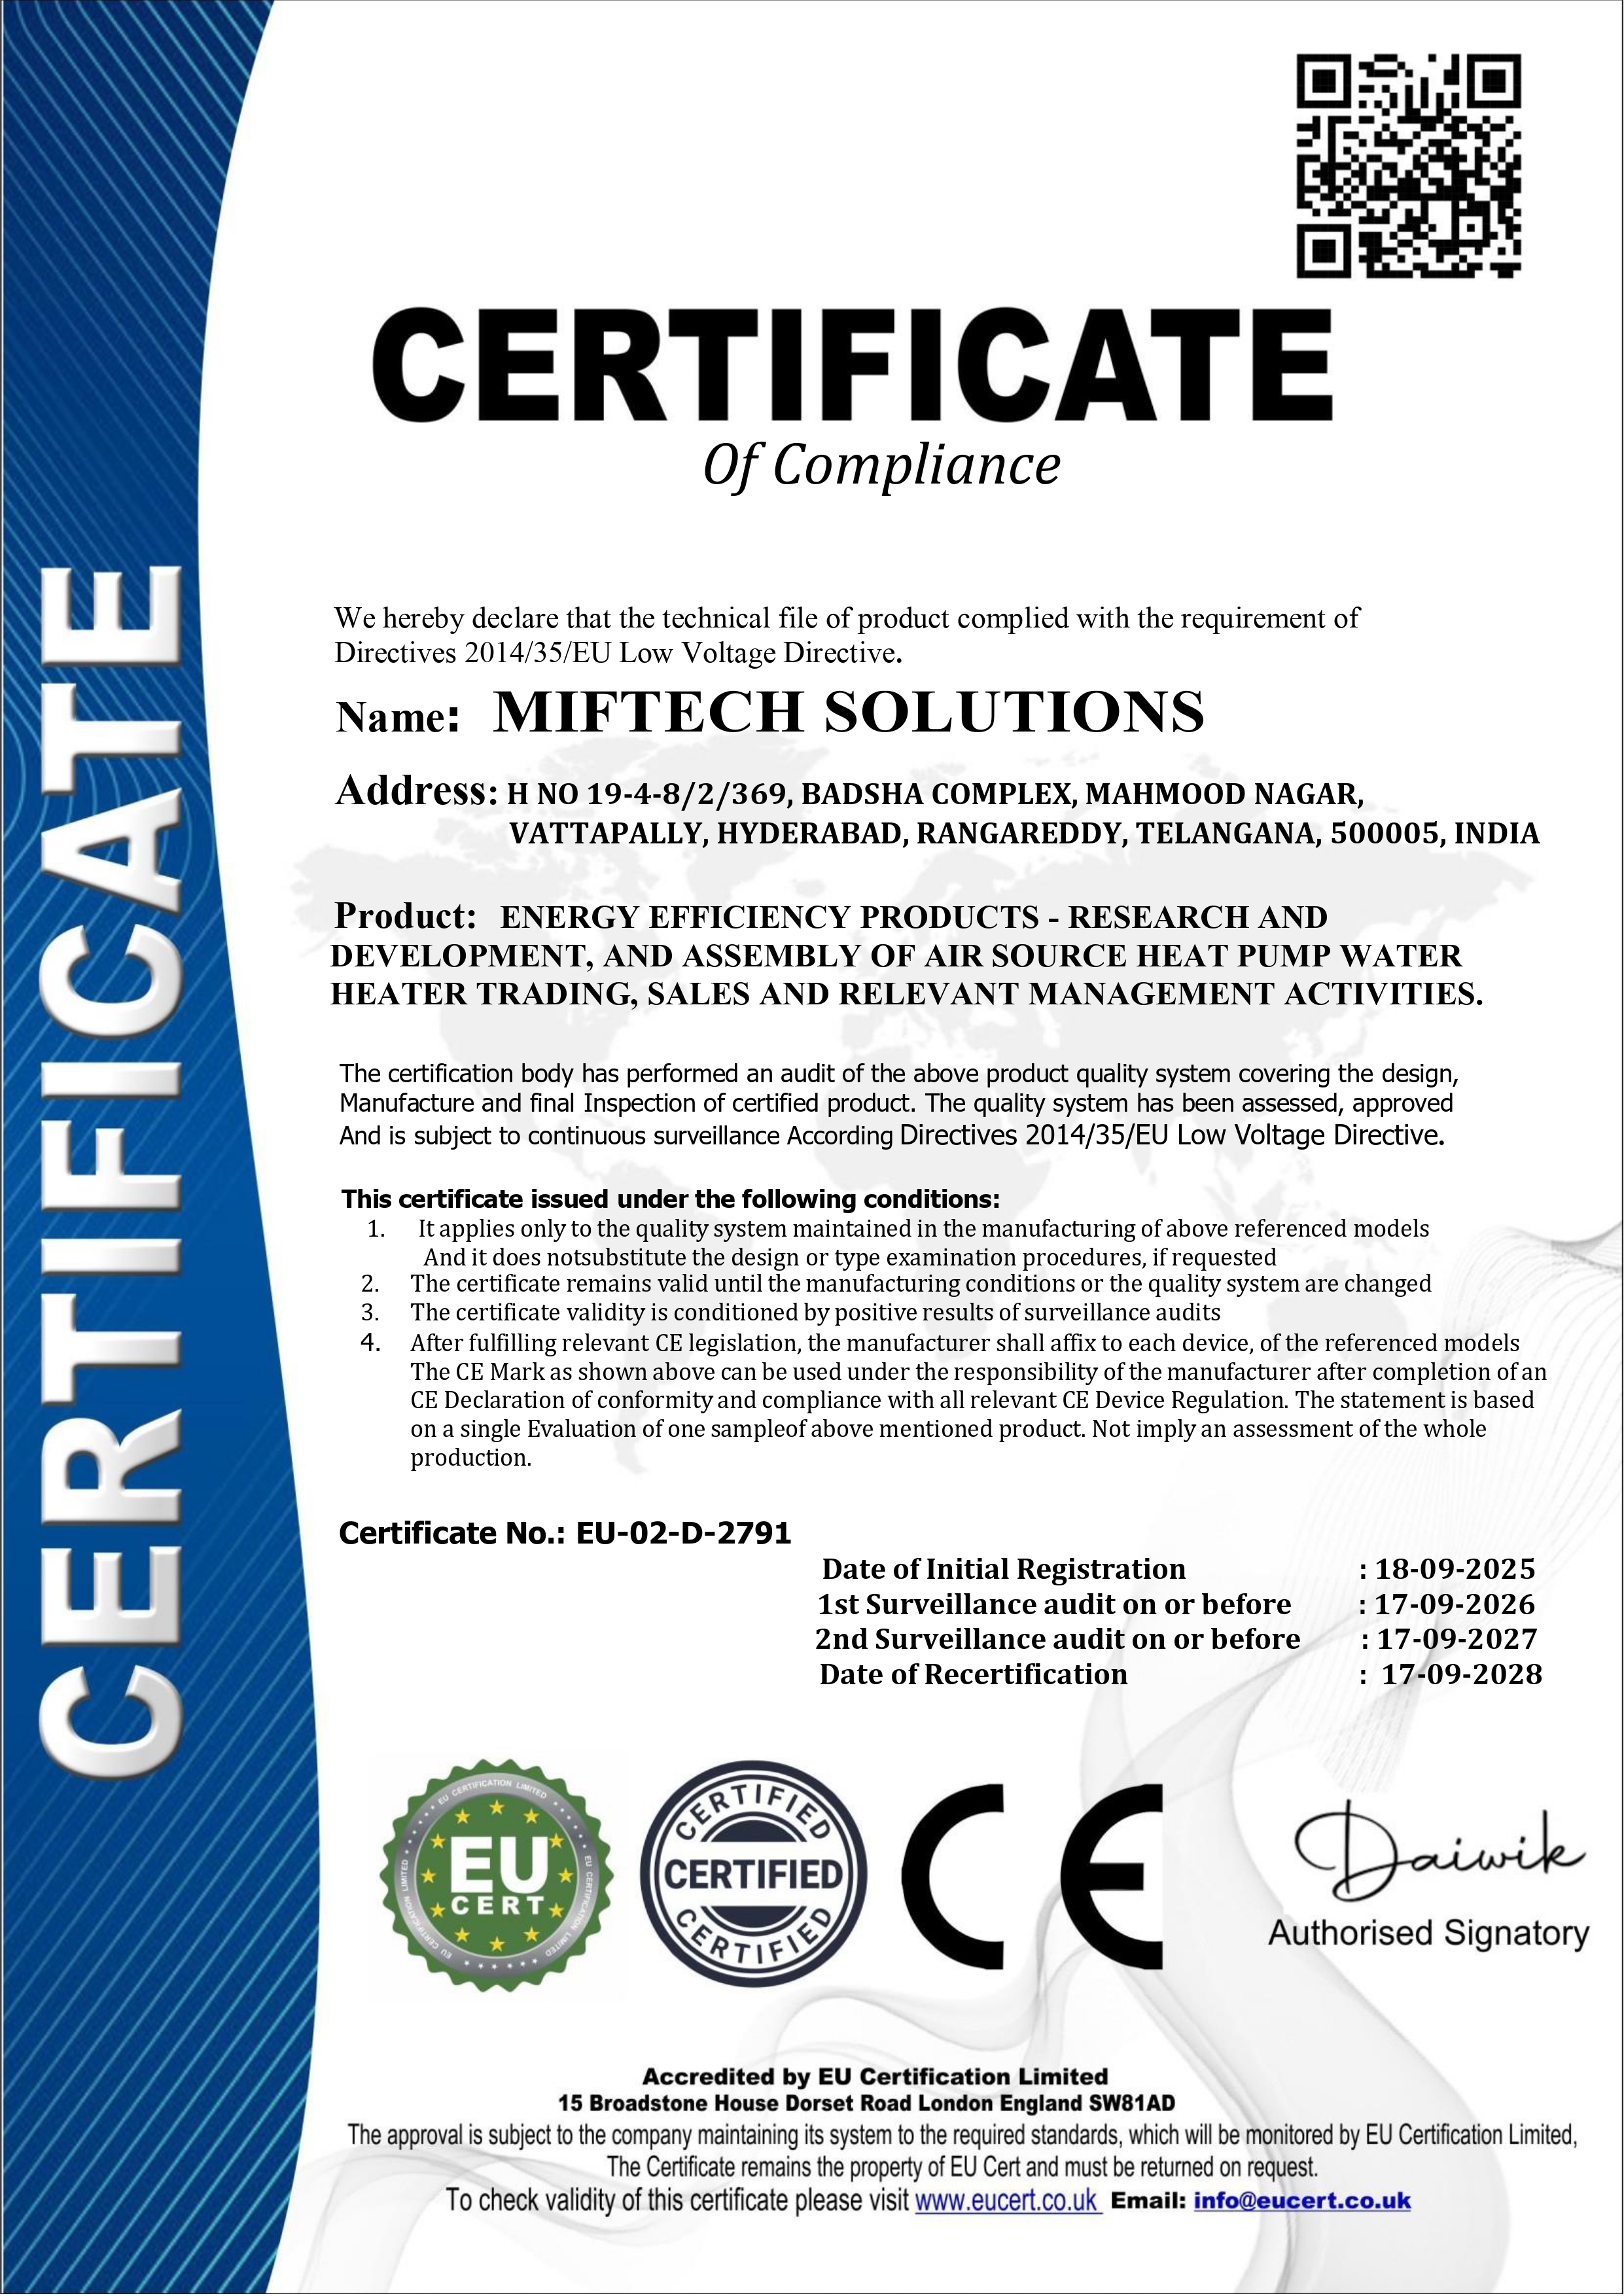 CERTIFICATE
CERTIFICATE
Of Compliance
We hereby declare that the technical file of product complied with the requirement of
Directives 2014/35/EU Low Voltage Directive.
Name: MIFTECH SOLUTIONS
Address: H NO 19-4-8/2/369, BADSHA COMPLEX, MAHMOOD NAGAR,
VATTAPALLY, HYDERABAD, RANGAREDDY, TELANGANA, 500005, INDIA
Product: ENERGY EFFICIENCY PRODUCTS - RESEARCH AND
DEVELOPMENT, AND ASSEMBLY OF AIR SOURCE HEAT PUMP WATER
HEATER TRADING, SALES AND RELEVANT MANAGEMENT ACTIVITIES.
The certification body has performed an audit of the above product quality system covering the design,
Manufacture and final Inspection of certified product. The quality system has been assessed, approved
And is subject to continuous surveillance According Directives 2014/35/EU Low Voltage Directive.
This certificate issued under the following conditions:
1. It applies only to the quality system maintained in the manufacturing of above referenced models
And it does notsubstitute the design or type examination procedures, if requested
2. The certificate remains valid until the manufacturing conditions or the quality system are changed
3. The certificate validity is conditioned by positive results of surveillance audits
4. After fulfilling relevant CE legislation, the manufacturer shall affix to each device, of the referenced models
The CE Mark as shown above can be used under the responsibility of the manufacturer after completion of an
CE Declaration of conformity and compliance with all relevant CE Device Regulation. The statement is based
on a single Evaluation of one sampleof above mentioned product. Not imply an assessment of the whole
production.
Certificate No.: EU-02-D-2791
Date of Initial Registration : 18-09-2025
1st Surveillance audit on or before : 17-09-2026
2nd Surveillance audit on or before : 17-09-2027
Date of Recertification : 17-09-2028
EU CERTIFICATION LIMITED
EU CERTIFICATION LIMITED
EU CERTIFICATION LIMITED
EU
CERT
CERTIFIED
CERTIFIED
CERTIFIED
CE
Daiwik
Authorised Signatory
Accredited by EU Certification Limited
15 Broadstone House Dorset Road London England SW81AD
The approval is subject to the company maintaining its system to the required standards, which will be monitored by EU Certification Limited,
The Certificate remains the property of EU Cert and must be returned on request.
To check validity of this certificate please visit www.eucert.co.uk Email: info@eucert.co.uk